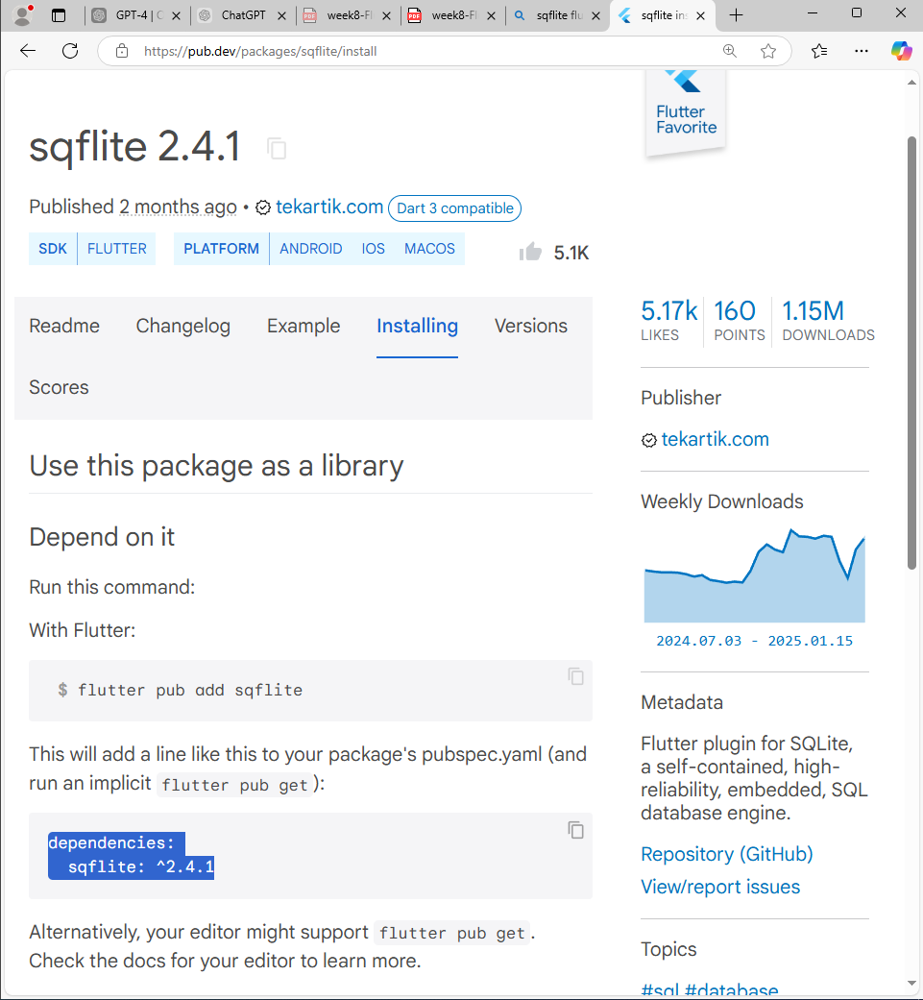 GPT-4 | C
ChatGPT
week8-Fl
PDF
week8-Fl
sqflite flu
sqflite ins
https://pub.dev/packages/sqflite/install
Flutter
Favorite
sqflite 2.4.1
Published 2 months ago • tekartik.com Dart 3 compatible
SDK FLUTTER PLATFORM ANDROID IOS MACOS
5.1K
Readme Changelog Example Installing Versions
Scores
Use this package as a library
Depend on it
Run this command:
With Flutter:
$ flutter pub add sqflite
This will add a line like this to your package's pubspec.yaml (and
run an implicit flutter pub get):
dependencies:
sqflite: ^2.4.1
Alternatively, your editor might support flutter pub get.
Check the docs for your editor to learn more.
5.17k 160 1.15M
LIKES POINTS DOWNLOADS
Publisher
tekartik.com
Weekly Downloads
2024.07.03 - 2025.01.15
Metadata
Flutter plugin for SQLite,
a self-contained, high-
reliability, embedded, SQL
database engine.
Repository (GitHub)
View/report issues
Topics
#sql #database